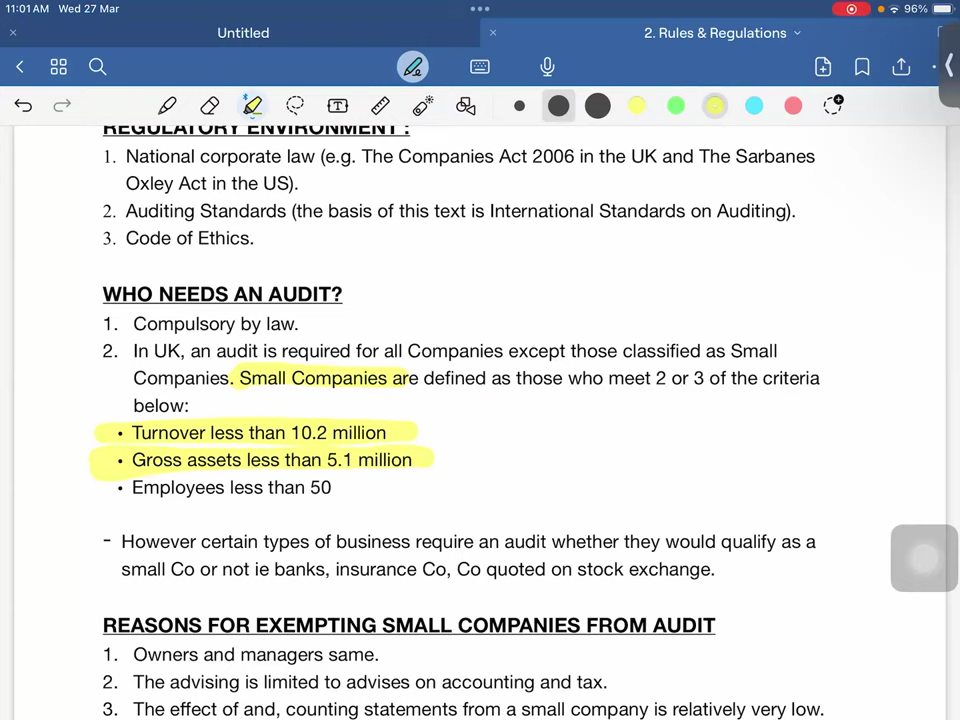 11:01AM Wed 27 Mar
96%
Untitled
2. Rules & Regulations
REGULATORY ENVIRONMENT :
1. National corporate law (e.g. The Companies Act 2006 in the UK and The Sarbanes
Oxley Act in the US).
2. Auditing Standards (the basis of this text is International Standards on Auditing).
3. Code of Ethics.
WHO NEEDS AN AUDIT?
1. Compulsory by law.
2. In UK, an audit is required for all Companies except those classified as Small
Companies. Small Companies are defined as those who meet 2 or 3 of the criteria
below:
• Turnover less than 10.2 million
• Gross assets less than 5.1 million
• Employees less than 50
- However certain types of business require an audit whether they would qualify as a
small Co or not ie banks, insurance Co, Co quoted on stock exchange.
REASONS FOR EXEMPTING SMALL COMPANIES FROM AUDIT
1. Owners and managers same.
2. The advising is limited to advises on accounting and tax.
3. The effect of and, counting statements from a small company is relatively very low.